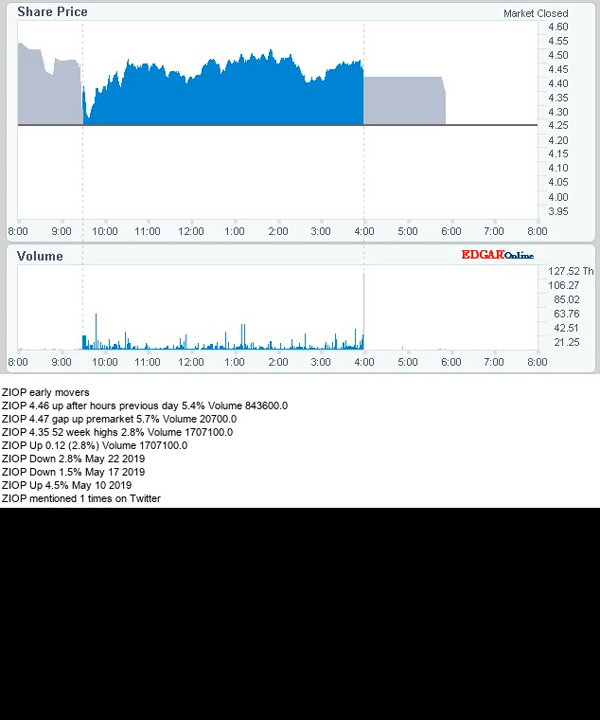 Share Price
Market Closed
4.60
4.55
4.50
4.45
4.40
4.35
4.30
4.25
4.20
4.15
4.10
4.05
4.00
3.95
8:00 9:00 10:00 11:00 12:00 1:00 2:00 3:00 4:00 5:00 6:00 7:00 8:00
Volume
EDGAR Online
127.52 Th
106.27
85.02
63.76
42.51
21.25
8:00 9:00 10:00 11:00 12:00 1:00 2:00 3:00 4:00 5:00 6:00 7:00 8:00
ZIOP early movers
ZIOP 4.46 up after hours previous day 5.4% Volume 843600.0
ZIOP 4.47 gap up premarket 5.7% Volume 20700.0
ZIOP 4.35 52 week highs 2.8% Volume 1707100.0
ZIOP Up 0.12 (2.8%) Volume 1707100.0
ZIOP Down 2.8% May 22 2019
ZIOP Down 1.5% May 17 2019
ZIOP Up 4.5% May 10 2019
ZIOP mentioned 1 times on Twitter